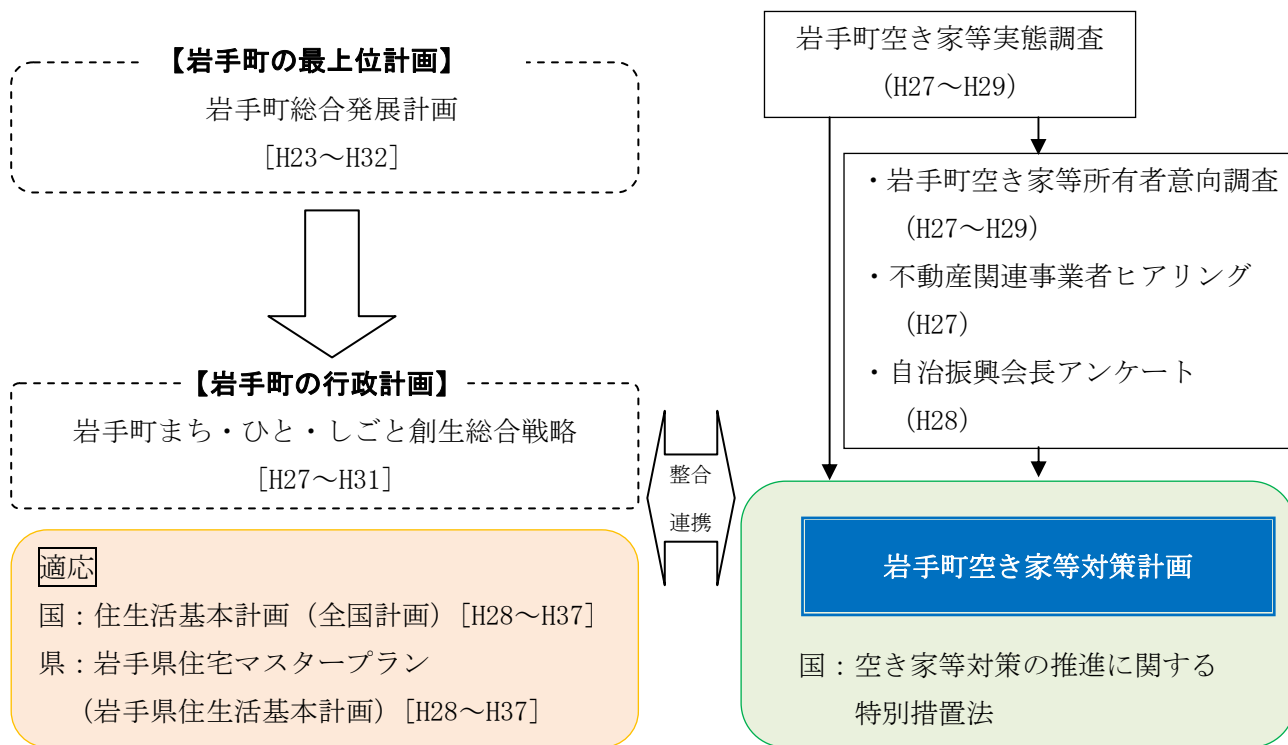 【岩手町の最上位計画】
岩手町総合発展計画
[H23～H32]
【岩手町の行政計画】
岩手町まち・ひと・しごと創生総合戦略
[H27～H31]
適応
国：住生活基本計画（全国計画）[H28～H37]
県：岩手県住宅マスタープラン
（岩手県住生活基本計画）[H28～H37]
整合
連携
岩手町空き家等実態調査
（H27～H29）
・岩手町空き家等所有者意向調査
（H27～H29）
・不動産関連事業者ヒアリング
（H27）
・自治振興会長アンケート
（H28）
岩手町空き家等対策計画
国：空き家等対策の推進に関する
特別措置法